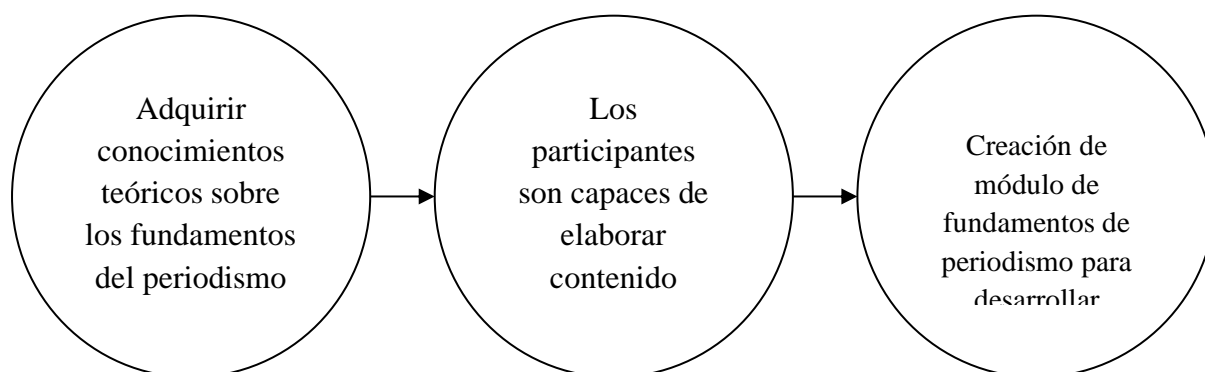 Adquirir
conocimientos
teóricos sobre
los fundamentos
del periodismo
Los
participantes
son capaces de
elaborar
contenido
Creación de
módulo de
fundamentos de
periodismo para
desarrollar